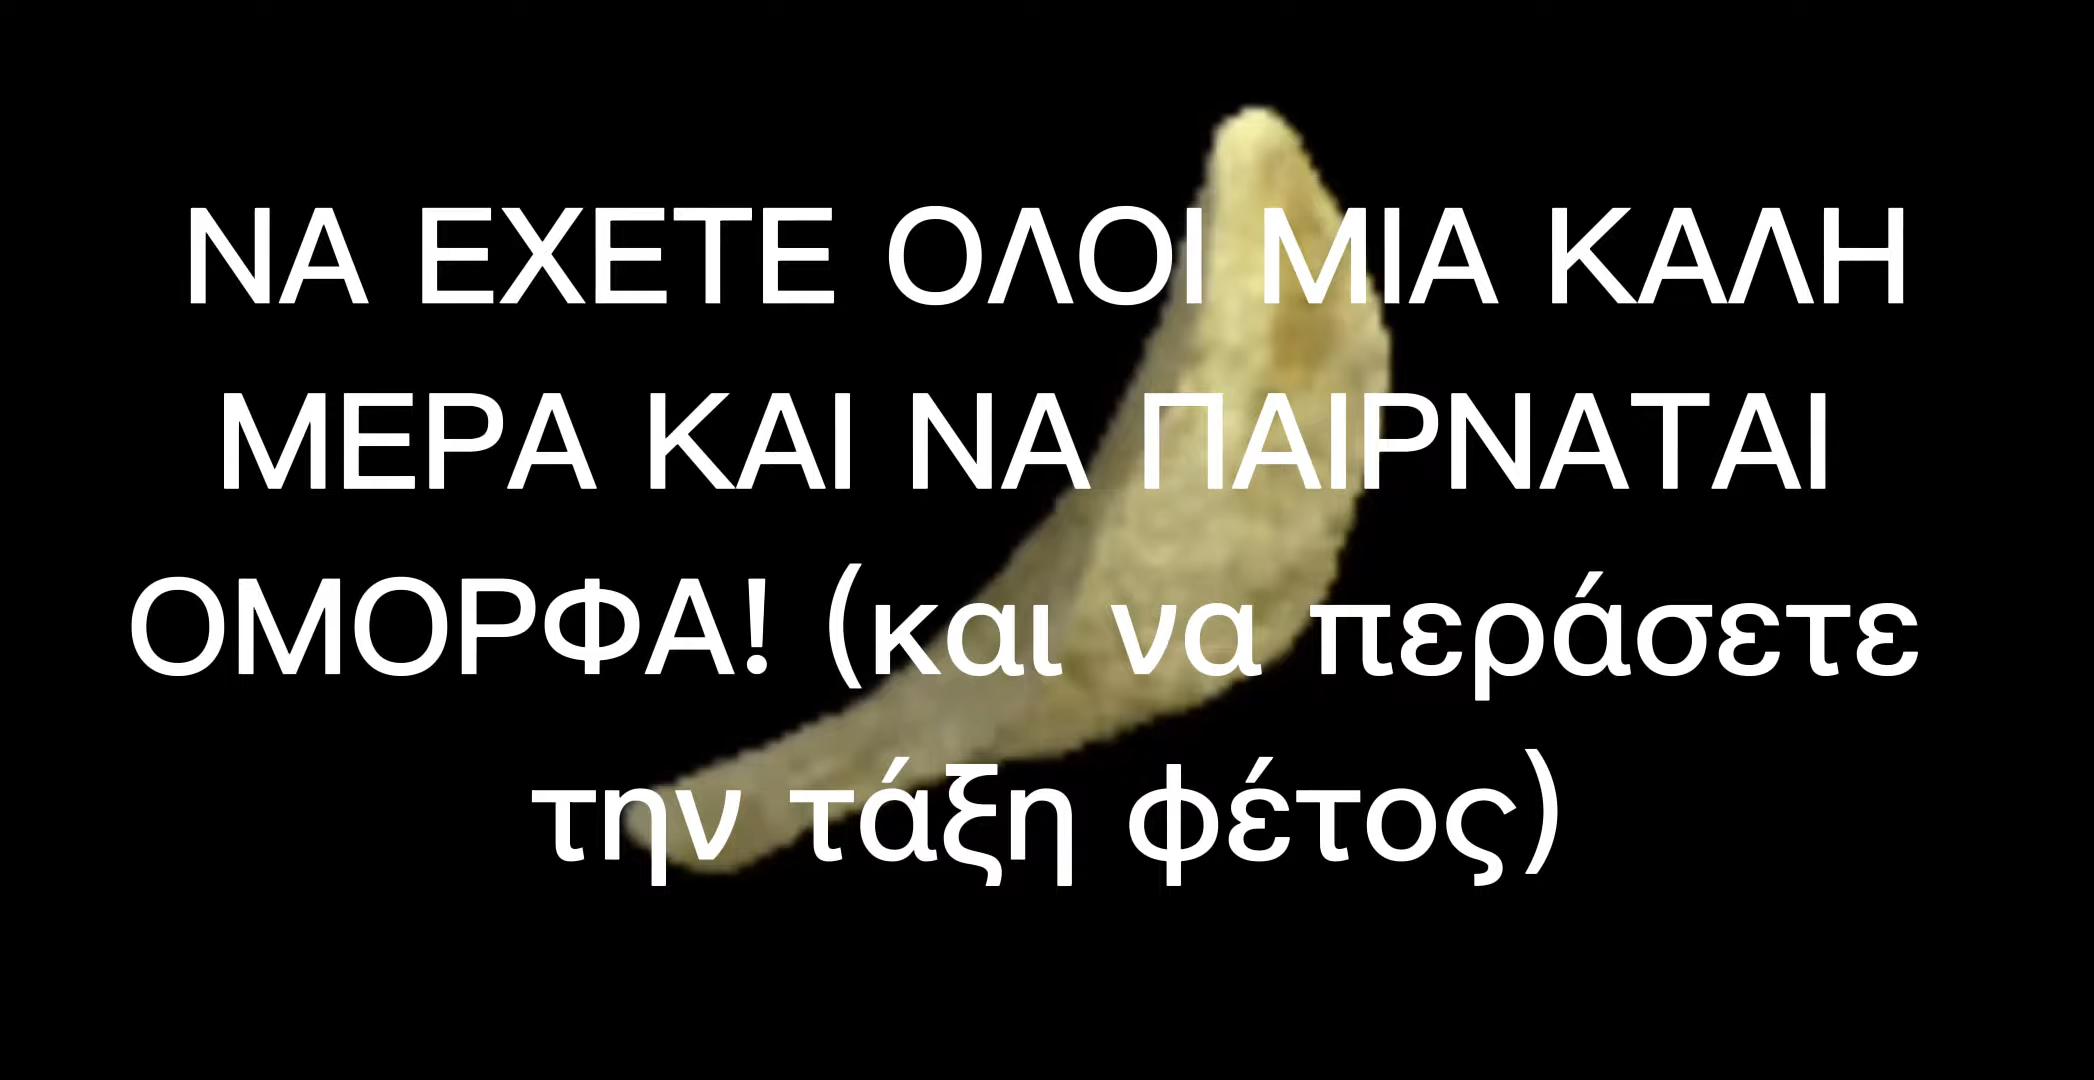 ΝΑ ΕΧΕΤΕ ΟΛΟΙ ΜΙΑ ΚΑΛΗ
ΜΕΡΑ ΚΑΙ ΝΑ ΠΑΙΡΝΑΤΑΙ
ΟΜΟΡΦΑ! (και να περάσετε
την τάξη φέτος)